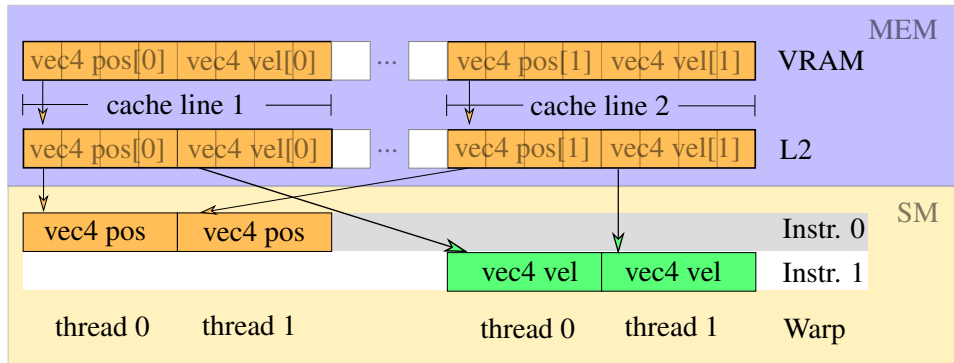 MEM
vec4 pos[0] vec4 vel[0] ... vec4 pos[1] vec4 vel[1] VRAM
cache line 1 cache line 2
vec4 pos[0] vec4 vel[0] ... vec4 pos[1] vec4 vel[1] L2
SM
vec4 pos vec4 pos Instr. 0
vec4 vel vec4 vel Instr. 1
thread 0 thread 1 thread 0 thread 1 Warp